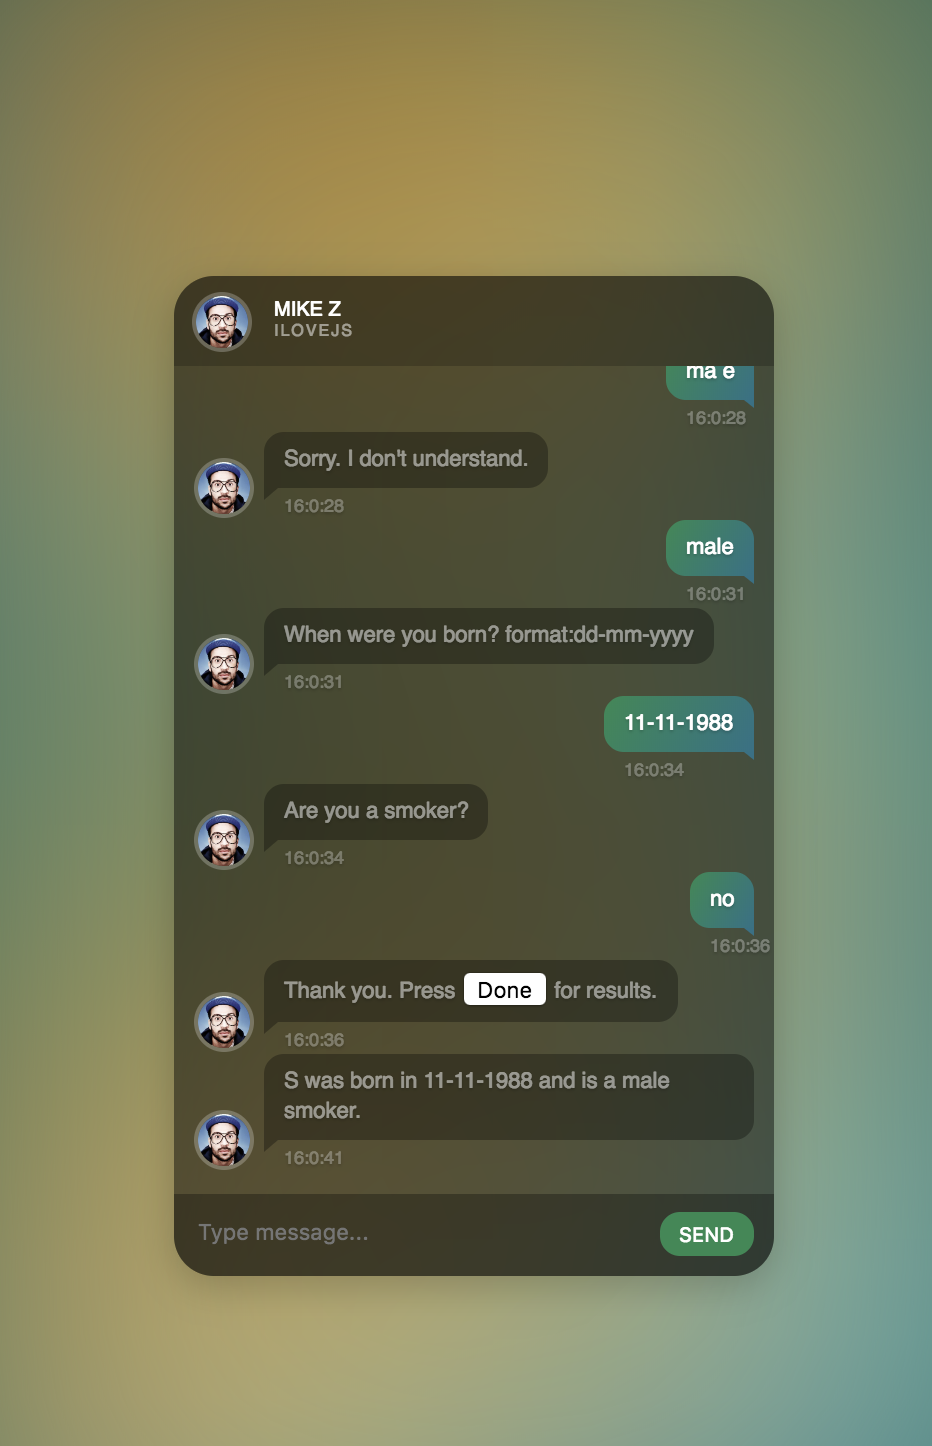 MIKE Z
ILOVEJS
ma e
16:0:28
Sorry. I don't understand.
16:0:28
male
16:0:31
When were you born? format:dd-mm-yyyy
16:0:31
11-11-1988
16:0:34
Are you a smoker?
16:0:34
no
16:0:36
Thank you. Press Done for results.
16:0:36
S was born in 11-11-1988 and is a male
smoker.
16:0:41
Type message...
SEND